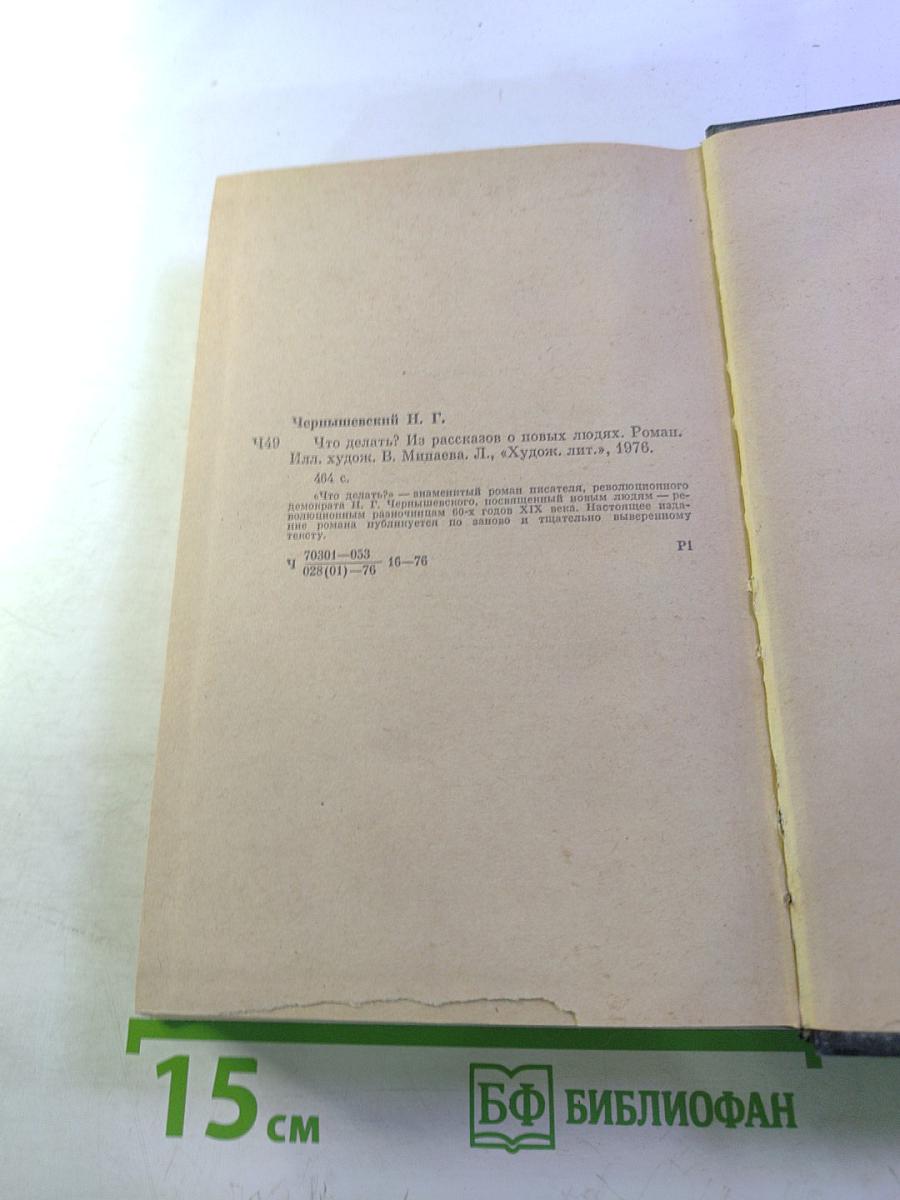 Чернышевский Н. Г.
Ч49 Что делать? Из рассказов о новых людях. Роман.
Илл. худож. В. Минаева. Л., «Худож. лит.», 1976.
464 с.
«Что делать?» — знаменитый роман писателя, революционного
демократа Н. Г. Чернышевского, посвященный новым людям — ре-
волюционным разночинцам 60-х годов XIX века. Настоящее изда-
ние романа публикуется по заново и тщательно выверенному
тексту.
Ч 70301—053
028(01)—76 16—76
Р1
15 см
БФ БИБЛИОФАН